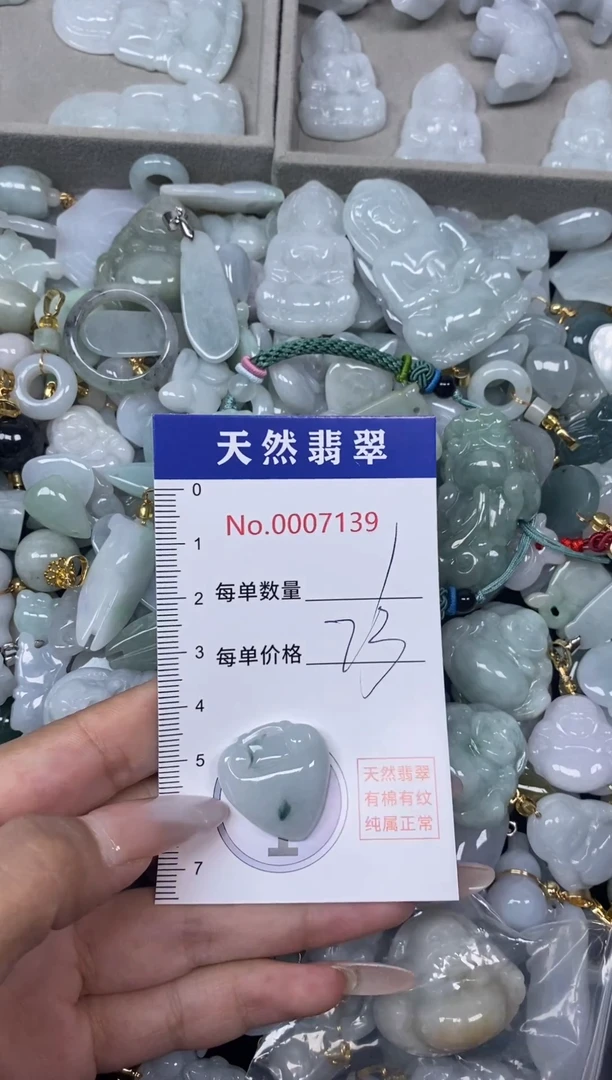 天然翡翠
0
No.0007139
1
2 每单数量 1
3 每单价格
4
5
天然翡翠
有棉有纹
纯属正常
7